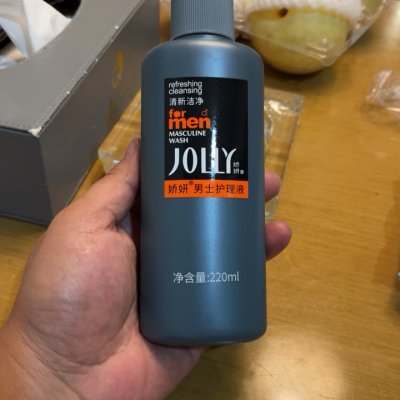 refreshing
cleansing
清新洁净
for
men
MASCULINE
WASH
JOLLY 娇妍®
娇妍®男士护理液
净含量:220ml